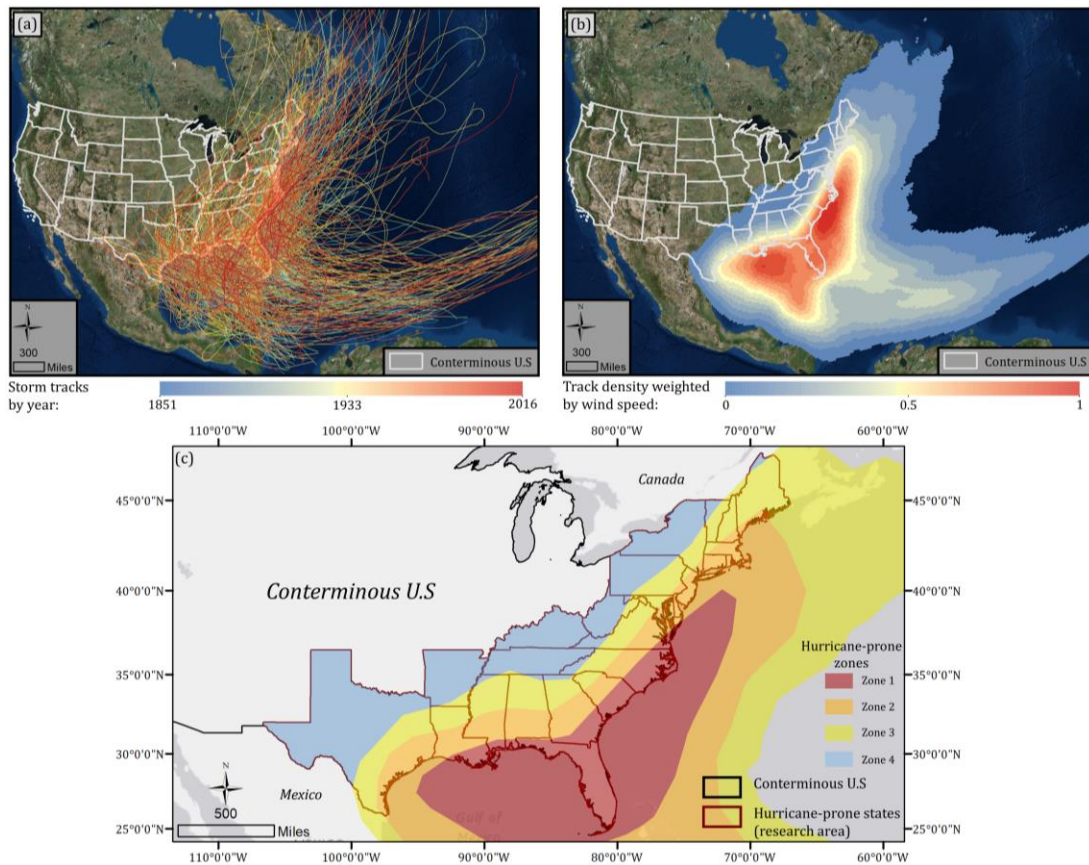 (a)
N
300
Miles
Conterminous U.S
(b)
N
300
Miles
Conterminous U.S
Storm tracks
by year:
1851
1933
2016
Track density weighted
by wind speed:
0
0.5
1
110°0'0"W
100°0'0"W
90°0'0"W
80°0'0"W
70°0'0"W
60°0'0"W
(c)
Canada
45°0'0"N
45°0'0"N
Conterminous U.S
40°0'0"N
40°0'0"N
Hurricane-prone
zones
35°0'0"N
35°0'0"N
Zone 1
Zone 2
30°0'0"N
30°0'0"N
Zone 3
Zone 4
Mexico
N
Conterminous U.S
500
Miles
Gulf of
Hurricane-prone states
(research area)
25°0'0"N
25°0'0"N
110°0'0"W
100°0'0"W
90°0'0"W
80°0'0"W
70°0'0"W
60°0'0"W